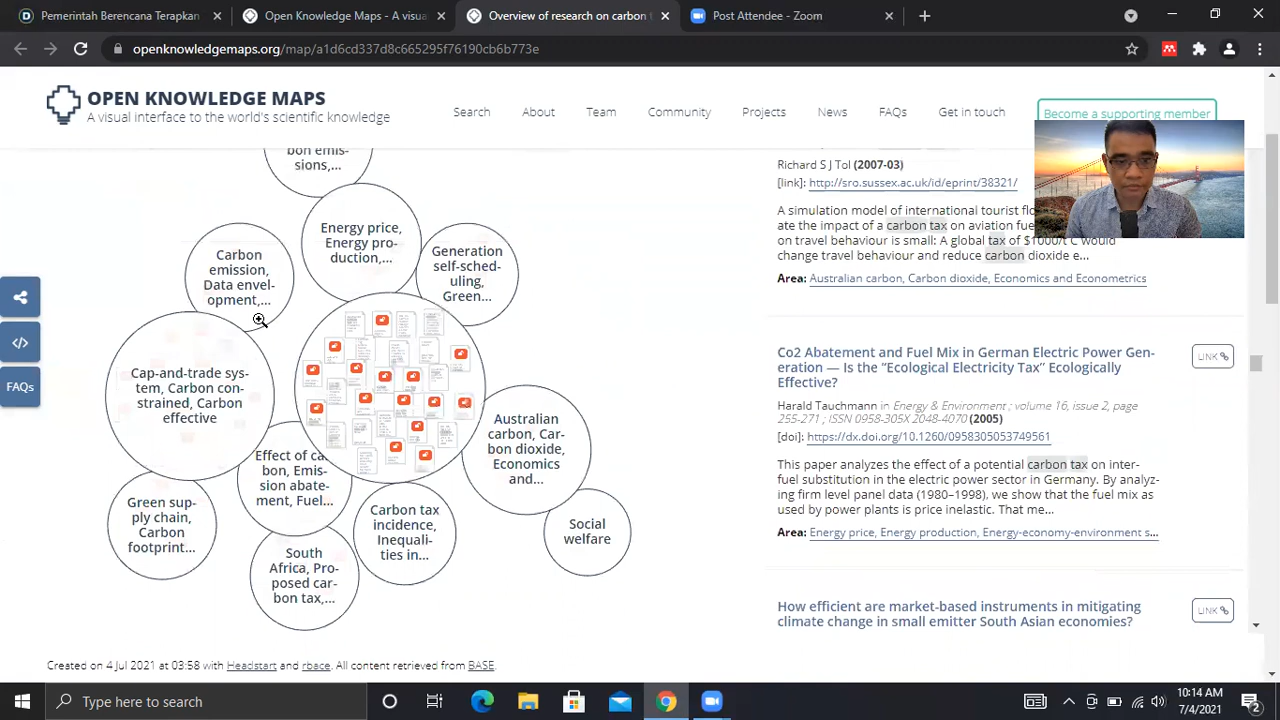 Pemerintah Berencana Terapkan
Open Knowledge Maps - A visua
Overview of research on carbon t
Post Attendee - Zoom
openknowledgemaps.org/map/a1d6cd337d8c665295f76190cb6b773e
OPEN KNOWLEDGE MAPS
A visual interface to the world's scientific knowledge
Search
About
Team
Community
Projects
News
FAQs
Get in touch
Become a supporting member
bon emis-
sions,...
Energy price,
Energy pro-
duction,...
Carbon
emission,
Data envel-
opment,...
Generation
self-sched-
uling,
Green...
Cap-and-trade sys-
tem, Carbon con-
strained, Carbon
effective
Australian
carbon, Car-
bon dioxide,
Economics
and...
Effect of ca
bon, Emis-
sion abate-
ment, Fuel...
Green sup-
ply chain,
Carbon
footprint...
Carbon tax
incidence,
Inequali-
ties in...
Social
welfare
South
Africa, Pro-
posed car-
bon tax,...
FAQs
Created on 4 Jul 2021 at 03:58 with Headstart and rbace. All content retrieved from BASE.
Richard S J Tol (2007-03)
[link]: http://sro.sussex.ac.uk/id/eprint/38321/
A simulation model of international tourist flo
ate the impact of a carbon tax on aviation fue
on travel behaviour is small: A global tax of $1000/t C would
change travel behaviour and reduce carbon dioxide e...
Area: Australian carbon, Carbon dioxide, Economics and Econometrics
Co2 Abatement and Fuel Mix in German Electric Power Gen-
eration — Is the “Ecological Electricity Tax” Ecologically
Effective?
LINK
Harald Tauchmann in Energy & Environment ; volume 16, issue 2, page
255-271 ; ISSN 0958-305X 2048-4070 (2005)
[doi]: https://dx.doi.org/10.1260/0958305053749561
This paper analyzes the effect of a potential carbon tax on inter-
fuel substitution in the electric power sector in Germany. By analyz-
ing firm level panel data (1980–1998), we show that the fuel mix as
used by power plants is price inelastic. That me...
Area: Energy price, Energy production, Energy-economy-environment s...
How efficient are market-based instruments in mitigating
climate change in small emitter South Asian economies?
LINK
Type here to search
10:14 AM
7/4/2021
2